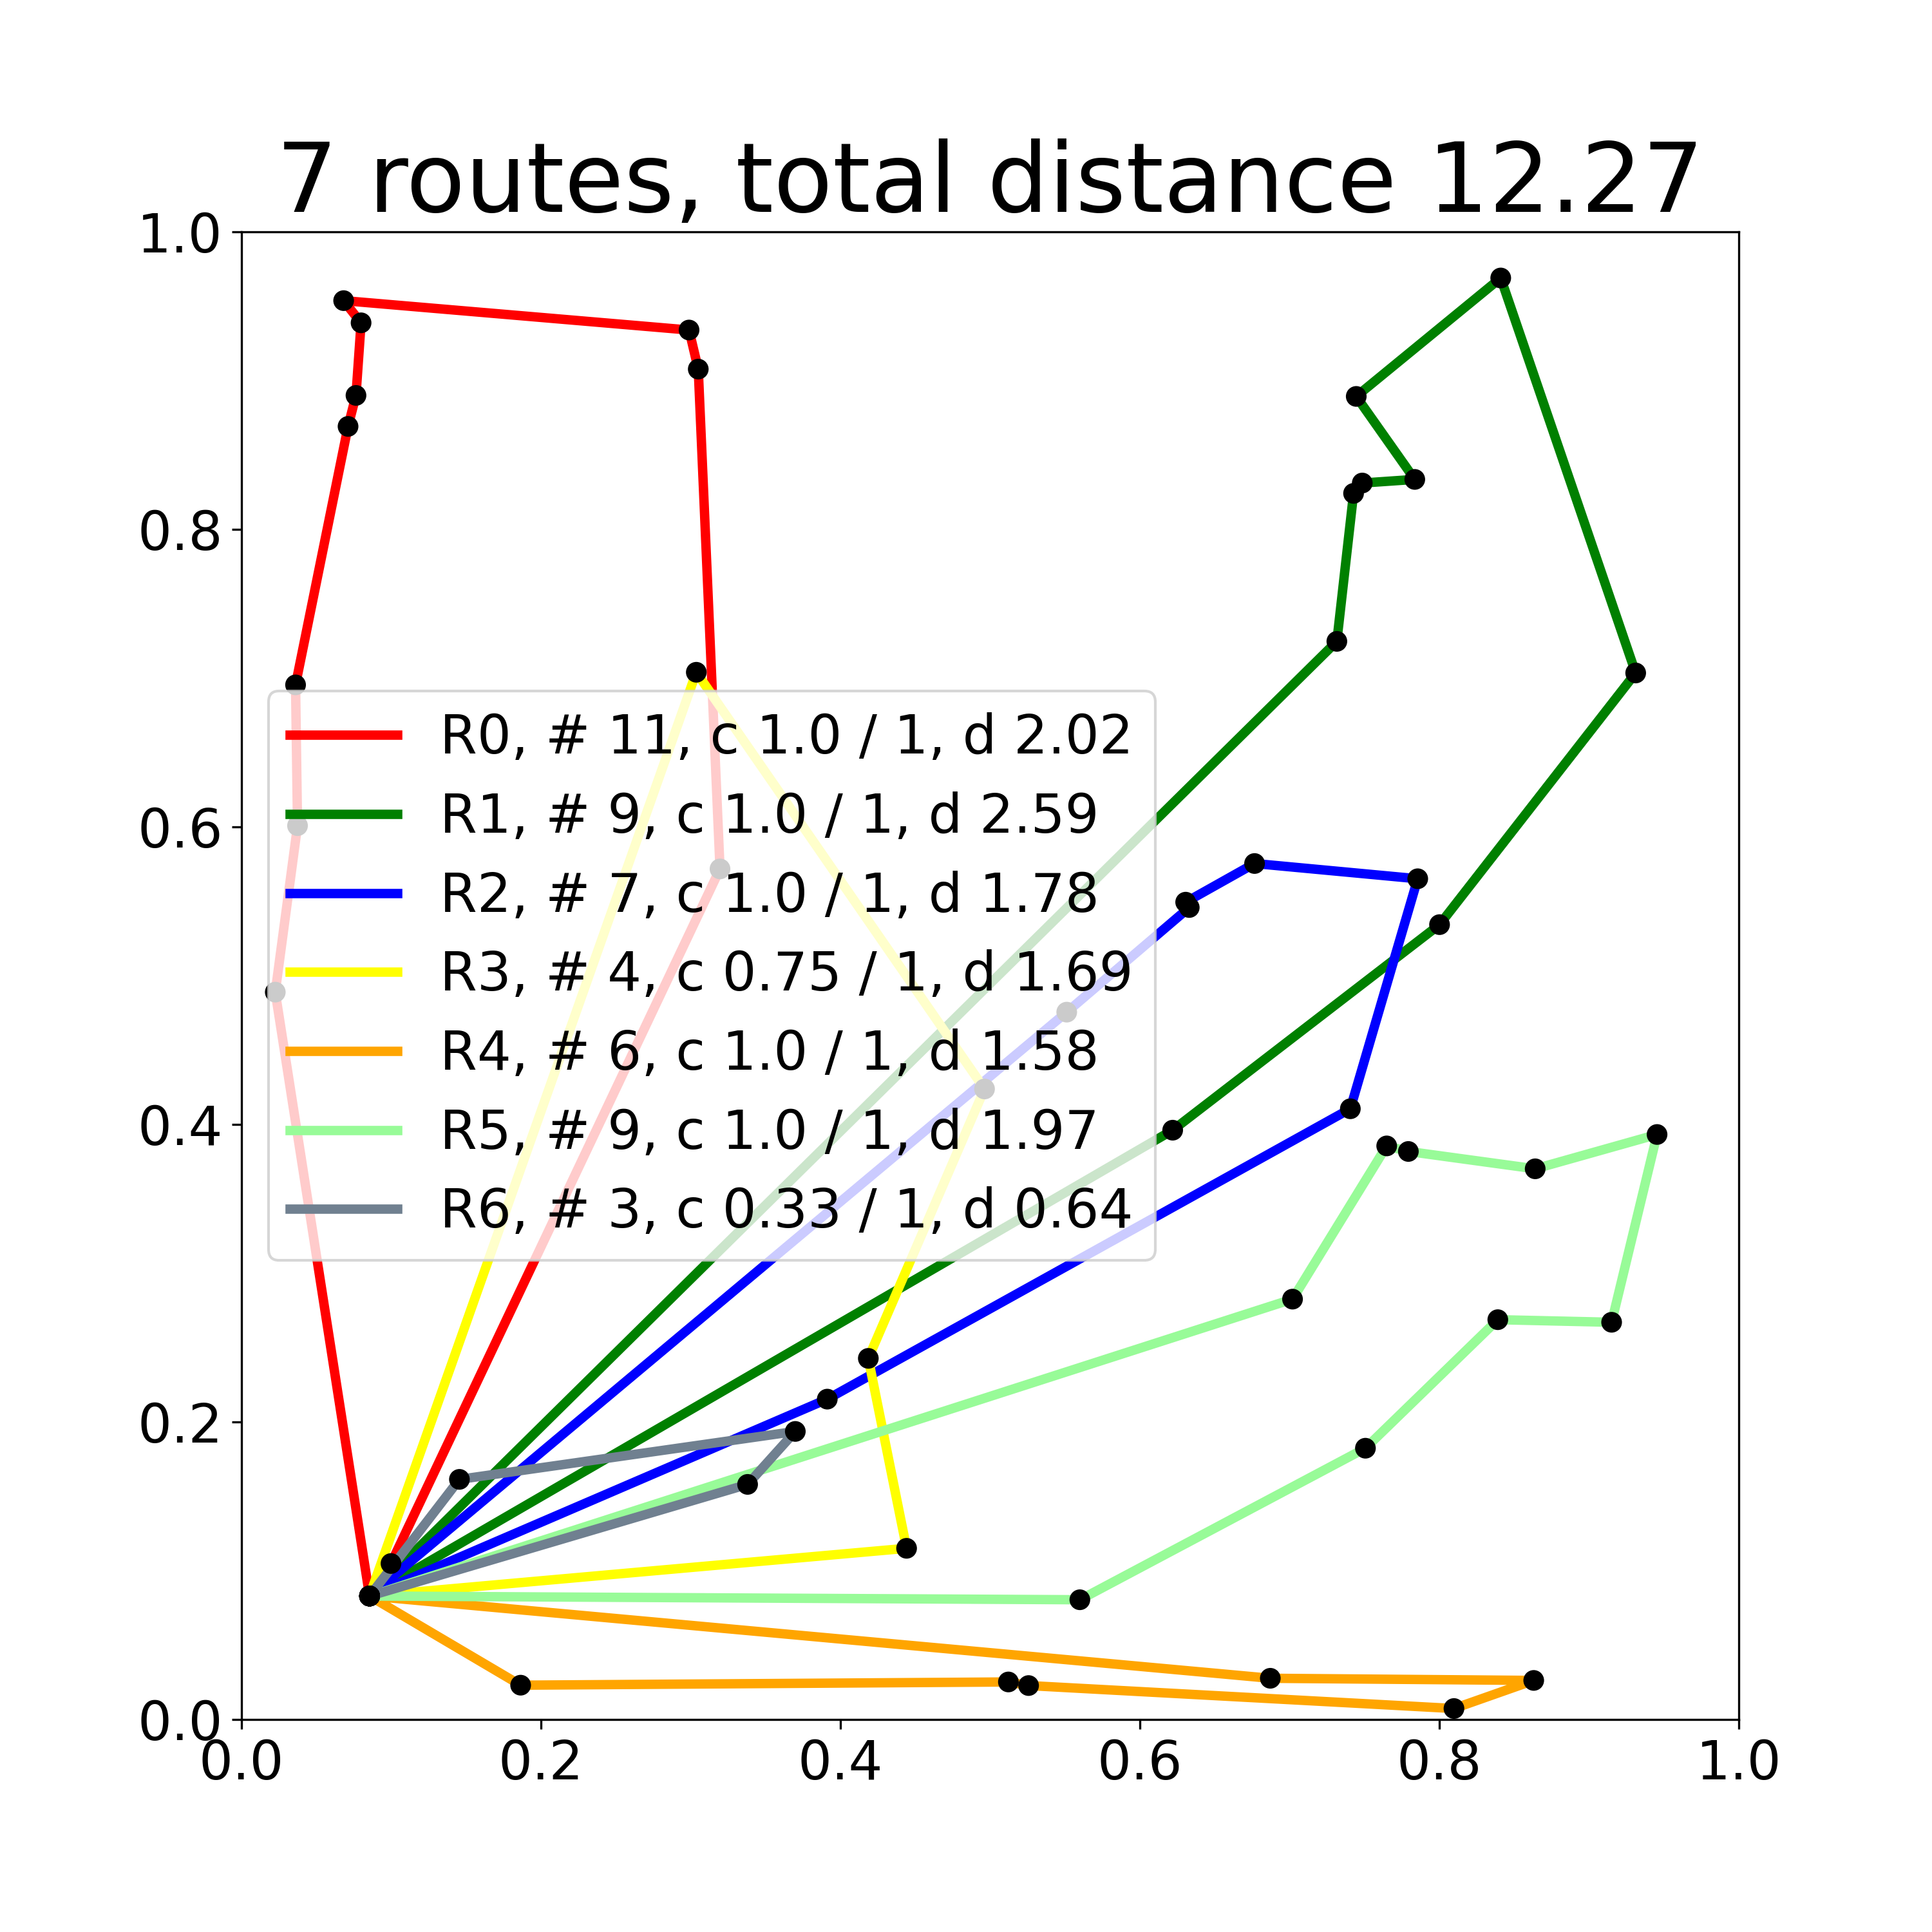 7 routes, total distance 12.27
1.0
0.8
0.6
0.4
0.2
0.0
R0, # 11, c 1.0 / 1, d 2.02
R1, # 9, c 1.0 / 1, d 2.59
R2, # 7, c 1.0 / 1, d 1.78
R3, # 4, c 0.75 / 1, d 1.69
R4, # 6, c 1.0 / 1, d 1.58
R5, # 9, c 1.0 / 1, d 1.97
R6, # 3, c 0.33 / 1, d 0.64
0.0 0.2 0.4 0.6 0.8 1.0